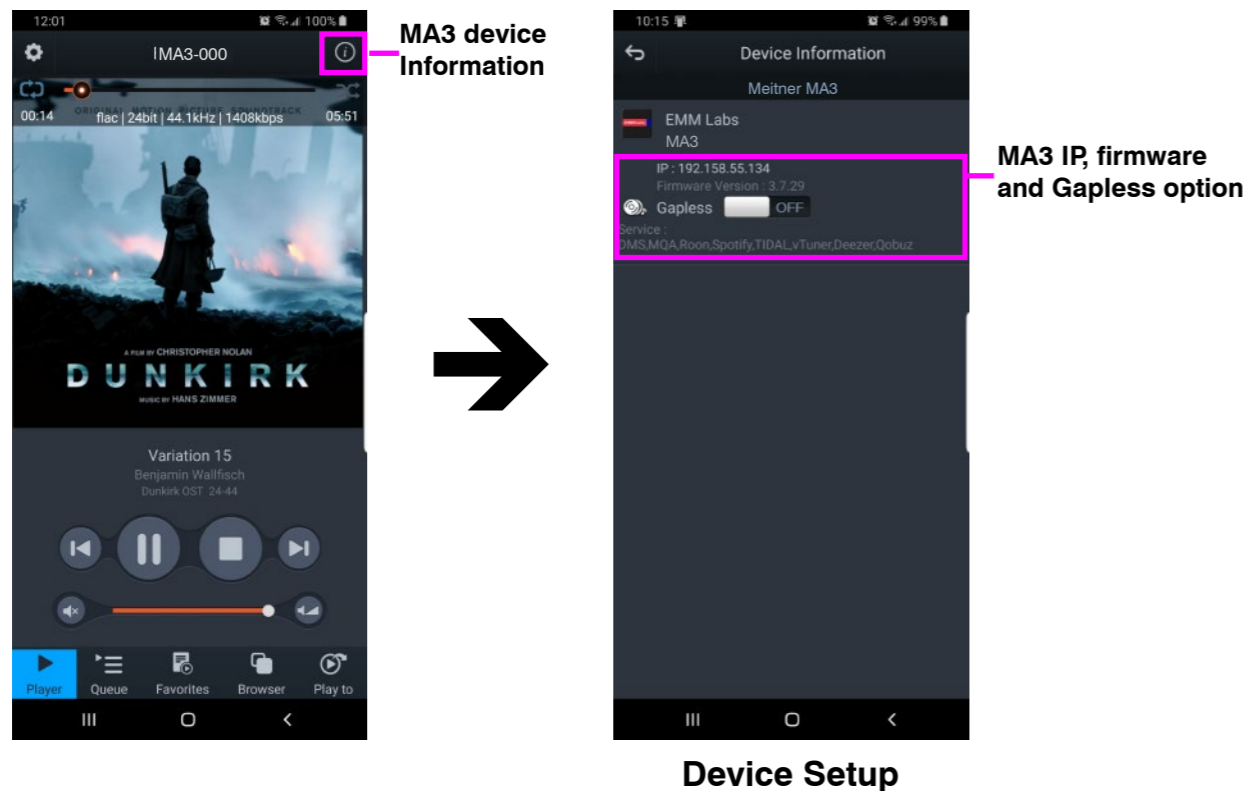 12:01
100%
IMA3-000
ORIGINAL MOTION PICTURE SOUNDTRACK
00:14
flac | 24bit | 44.1kHz | 1408kbps
05:51
A FILM BY CHRISTOPHER NOLAN
DUNKIRK
MUSIC BY HANS ZIMMER
Variation 15
Benjamin Wallfisch
Dunkirk OST 24-44
Player
Queue
Favorites
Browser
Play to
MA3 device
Information
10:15
99%
Device Information
Meitner MA3
EMM Labs
MA3
IP : 192.158.55.134
Firmware Version : 3.7.29
Gapless
OFF
Service :
DMS,MQA,Roon,Spotify,TIDAL,vTuner,Deezer,Qobuz
MA3 IP, firmware
and Gapless option
Device Setup